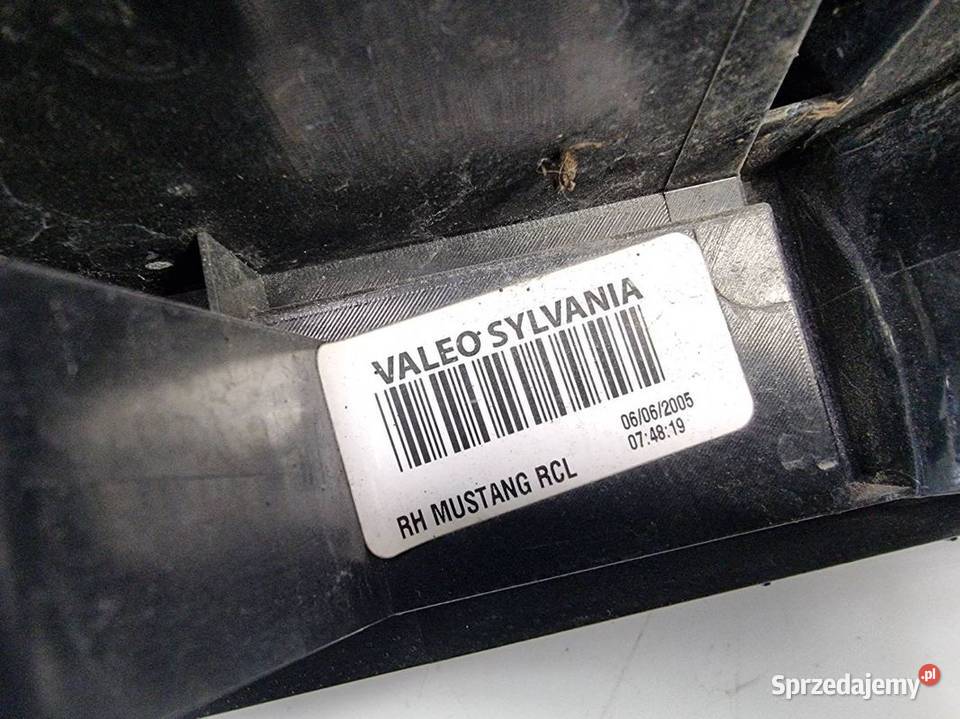 VALEO SYLVANIA
06/06/2005
07:48:19
RH MUSTANG RCL
Sprzedajemy.pl